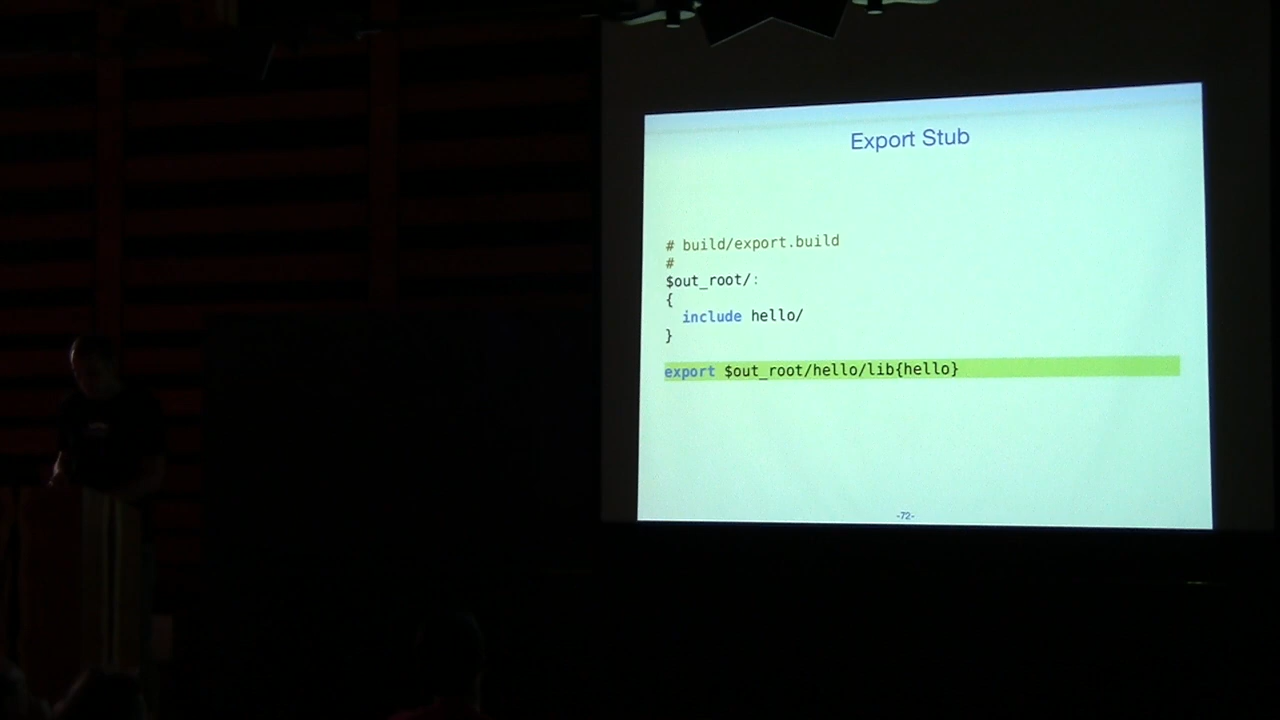 Export Stub
# build/export.build
#
$out_root/:
{
  include hello/
}
export $out_root/hello/lib{hello}
-72-